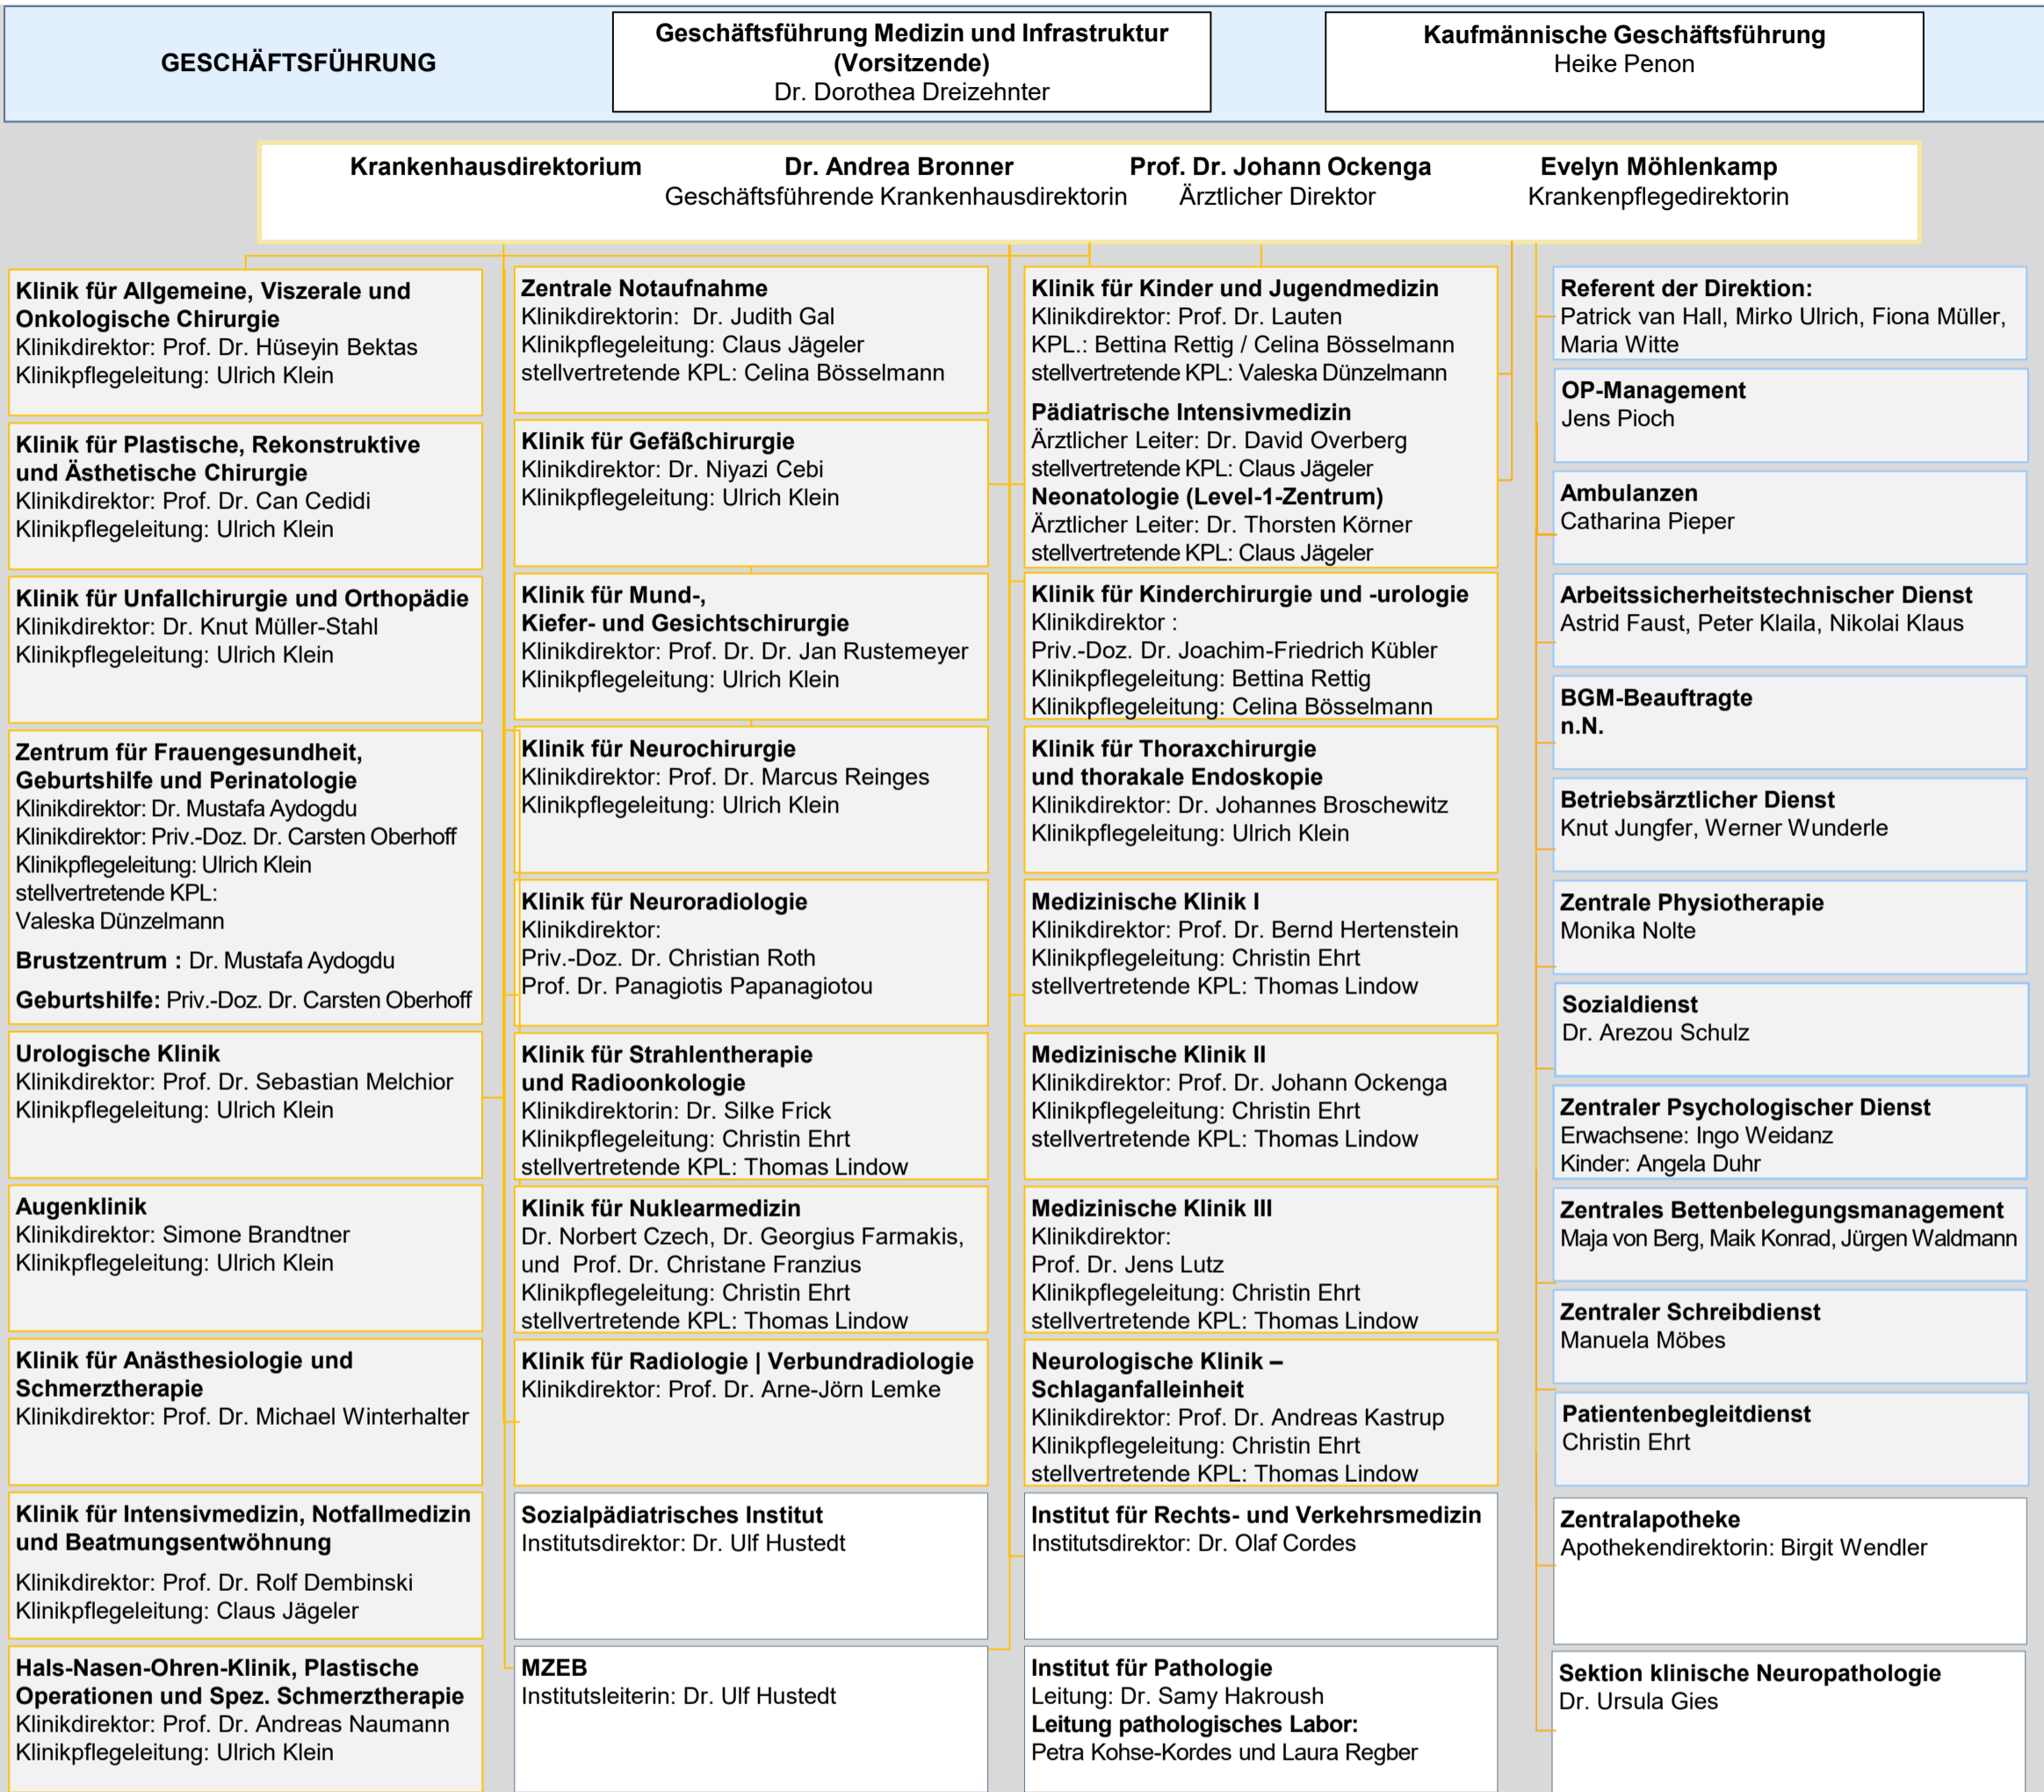 GESCHÄFTSFÜHRUNG
Geschäftsführung Medizin und Infrastruktur
(Vorsitzende)
Dr. Dorothea Dreizehnter
Kaufmännische Geschäftsführung
Heike Penon
Krankenhausdirektorium
Dr. Andrea Bronner
Geschäftsführende Krankenhausdirektorin
Prof. Dr. Johann Ockenga
Ärztlicher Direktor
Evelyn Möhlenkamp
Krankenpflegedirektorin
Klinik für Allgemeine, Viszerale und
Onkologische Chirurgie
Klinikdirektor: Prof. Dr. Hüseyin Bektas
Klinikpflegeleitung: Ulrich Klein
Klinik für Plastische, Rekonstruktive
und Ästhetische Chirurgie
Klinikdirektor: Prof. Dr. Can Cedidi
Klinikpflegeleitung: Ulrich Klein
Klinik für Unfallchirurgie und Orthopädie
Klinikdirektor: Dr. Knut Müller-Stahl
Klinikpflegeleitung: Ulrich Klein
Zentrum für Frauengesundheit,
Geburtshilfe und Perinatologie
Klinikdirektor: Dr. Mustafa Aydogdu
Klinikdirektor: Priv.-Doz. Dr. Carsten Oberhoff
Klinikpflegeleitung: Ulrich Klein
stellvertretende KPL:
Valeska Dünzelmann
Brustzentrum : Dr. Mustafa Aydogdu
Geburtshilfe: Priv.-Doz. Dr. Carsten Oberhoff
Urologische Klinik
Klinikdirektor: Prof. Dr. Sebastian Melchior
Klinikpflegeleitung: Ulrich Klein
Augenklinik
Klinikdirektor: Simone Brandtner
Klinikpflegeleitung: Ulrich Klein
Klinik für Anästhesiologie und
Schmerztherapie
Klinikdirektor: Prof. Dr. Michael Winterhalter
Klinik für Intensivmedizin, Notfallmedizin
und Beatmungsentwöhnung
Klinikdirektor: Prof. Dr. Rolf Dembinski
Klinikpflegeleitung: Claus Jägeler
Hals-Nasen-Ohren-Klinik, Plastische
Operationen und Spez. Schmerztherapie
Klinikdirektor: Prof. Dr. Andreas Naumann
Klinikpflegeleitung: Ulrich Klein
Zentrale Notaufnahme
Klinikdirektorin: Dr. Judith Gal
Klinikpflegeleitung: Claus Jägeler
stellvertretende KPL: Celina Bösselmann
Klinik für Gefäßchirurgie
Klinikdirektor: Dr. Niyazi Cebi
Klinikpflegeleitung: Ulrich Klein
Klinik für Mund-,
Kiefer- und Gesichtschirurgie
Klinikdirektor: Prof. Dr. Dr. Jan Rustemeyer
Klinikpflegeleitung: Ulrich Klein
Klinik für Neurochirurgie
Klinikdirektor: Prof. Dr. Marcus Reinges
Klinikpflegeleitung: Ulrich Klein
Klinik für Neuroradiologie
Klinikdirektor:
Priv.-Doz. Dr. Christian Roth
Prof. Dr. Panagiotis Papanagiotou
Klinik für Strahlentherapie
und Radioonkologie
Klinikdirektorin: Dr. Silke Frick
Klinikpflegeleitung: Christin Ehrt
stellvertretende KPL: Thomas Lindow
Klinik für Nuklearmedizin
Dr. Norbert Czech, Dr. Georgius Farmakis,
und Prof. Dr. Christane Franzius
Klinikpflegeleitung: Christin Ehrt
stellvertretende KPL: Thomas Lindow
Klinik für Radiologie | Verbundradiologie
Klinikdirektor: Prof. Dr. Arne-Jörn Lemke
Sozialpädiatrisches Institut
Institutsdirektor: Dr. Ulf Hustedt
MZEB
Institutsleiterin: Dr. Ulf Hustedt
Klinik für Kinder und Jugendmedizin
Klinikdirektor: Prof. Dr. Lauten
KPL.: Bettina Rettig / Celina Bösselmann
stellvertretende KPL: Valeska Dünzelmann
Pädiatrische Intensivmedizin
Ärztlicher Leiter: Dr. David Overberg
stellvertretende KPL: Claus Jägeler
Neonatologie (Level-1-Zentrum)
Ärztlicher Leiter: Dr. Thorsten Körner
stellvertretende KPL: Claus Jägeler
Klinik für Kinderchirurgie und -urologie
Klinikdirektor :
Priv.-Doz. Dr. Joachim-Friedrich Kübler
Klinikpflegeleitung: Bettina Rettig
Klinikpflegeleitung: Celina Bösselmann
Klinik für Thoraxchirurgie
und thorakale Endoskopie
Klinikdirektor: Dr. Johannes Broschewitz
Klinikpflegeleitung: Ulrich Klein
Medizinische Klinik I
Klinikdirektor: Prof. Dr. Bernd Hertenstein
Klinikpflegeleitung: Christin Ehrt
stellvertretende KPL: Thomas Lindow
Medizinische Klinik II
Klinikdirektor: Prof. Dr. Johann Ockenga
Klinikpflegeleitung: Christin Ehrt
stellvertretende KPL: Thomas Lindow
Medizinische Klinik III
Klinikdirektor:
Prof. Dr. Jens Lutz
Klinikpflegeleitung: Christin Ehrt
stellvertretende KPL: Thomas Lindow
Neurologische Klinik –
Schlaganfalleinheit
Klinikdirektor: Prof. Dr. Andreas Kastrup
Klinikpflegeleitung: Christin Ehrt
stellvertretende KPL: Thomas Lindow
Institut für Rechts- und Verkehrsmedizin
Institutsdirektor: Dr. Olaf Cordes
Institut für Pathologie
Leitung: Dr. Samy Hakroush
Leitung pathologisches Labor:
Petra Kohse-Kordes und Laura Regber
Referent der Direktion:
Patrick van Hall, Mirko Ulrich, Fiona Müller,
Maria Witte
OP-Management
Jens Pioch
Ambulanzen
Catharina Pieper
Arbeitssicherheitstechnischer Dienst
Astrid Faust, Peter Klaila, Nikolai Klaus
BGM-Beauftragte
n.N.
Betriebsärztlicher Dienst
Knut Jungfer, Werner Wunderle
Zentrale Physiotherapie
Monika Nolte
Sozialdienst
Dr. Arezou Schulz
Zentraler Psychologischer Dienst
Erwachsene: Ingo Weidanz
Kinder: Angela Duhr
Zentrales Bettenbelegungsmanagement
Maja von Berg, Maik Konrad, Jürgen Waldmann
Zentraler Schreibdienst
Manuela Möbes
Patientenbegleitdienst
Christin Ehrt
Zentralapotheke
Apothekendirektorin: Birgit Wendler
Sektion klinische Neuropathologie
Dr. Ursula Gies